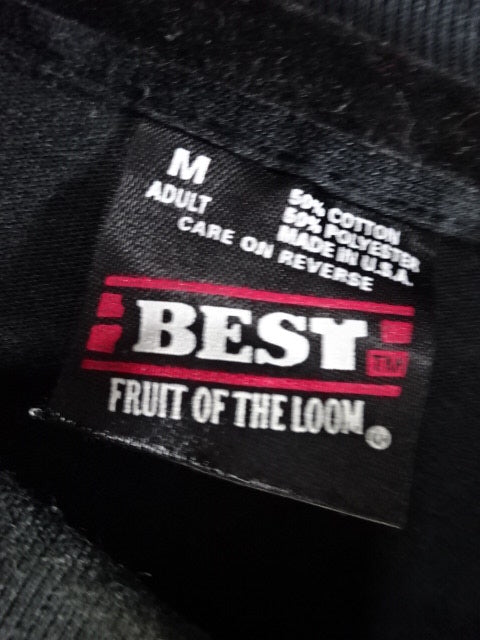 M
ADULT
50% COTTON
50% POLYESTER
MADE IN U.S.A.
CARE ON REVERSE
BEST TM
FRUIT OF THE LOOM®